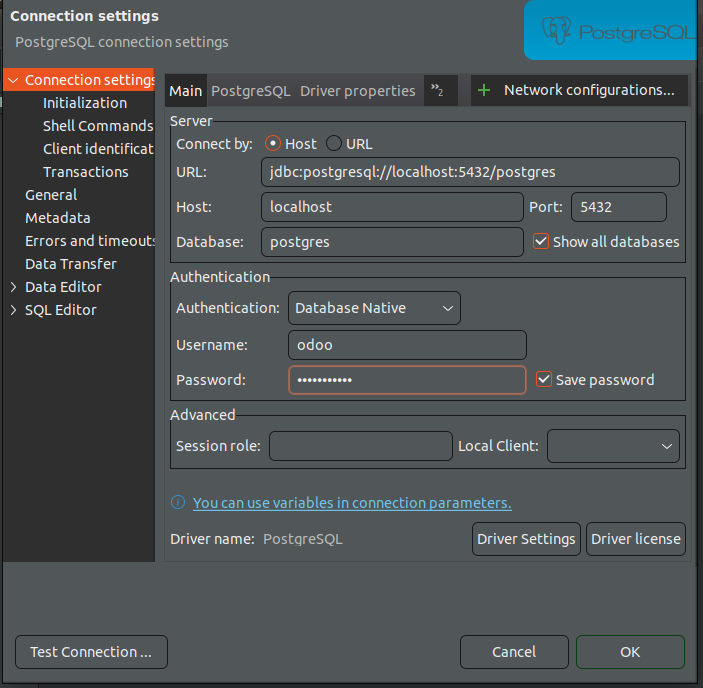 Connection settings
PostgreSQL connection settings
PostgreSQL
Connection settings
Initialization
Shell Commands
Client identificat
Transactions
General
Metadata
Errors and timeouts
Data Transfer
Data Editor
SQL Editor
Main PostgreSQL Driver properties »2 + Network configurations...
Server
Connect by: Host URL
URL: jdbc:postgresql://localhost:5432/postgres
Host: localhost Port: 5432
Database: postgres Show all databases
Authentication
Authentication: Database Native
Username: odoo
Password: ••••••••••• Save password
Advanced
Session role: Local Client:
You can use variables in connection parameters.
Driver name: PostgreSQL Driver Settings Driver license
Test Connection ... Cancel OK